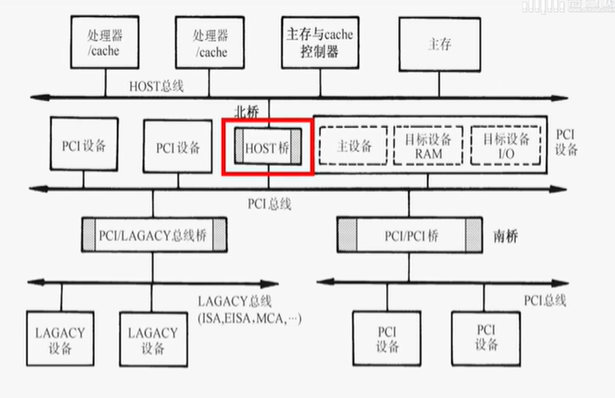 处理器
/cache
处理器
/cache
主存与cache
控制器
主存
HOST总线
北桥
PCI设备
PCI设备
HOST桥
主设备
目标设备
RAM
目标设备
I/O
PCI
设备
PCI总线
PCI/LAGACY总线桥
PCI/PCI桥
南桥
LAGACY总线
(ISA,EISA,MCA,…)
PCI总线
LAGACY
设备
LAGACY
设备
PCI
设备
PCI
设备